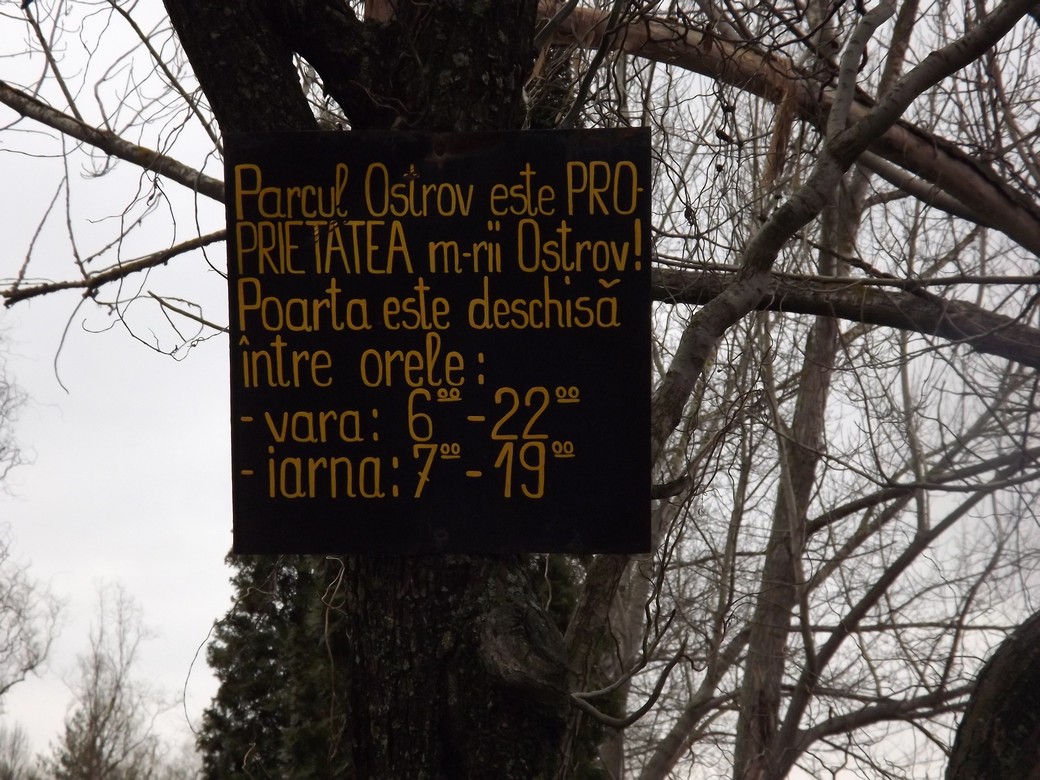 Parcul Ostrov este PRO-
PRIETATEA m-rii Ostrov!
Poarta este deschisă
între orele:
- vara: 6⁰⁰ - 22⁰⁰
- iarna: 7⁰⁰ - 19⁰⁰